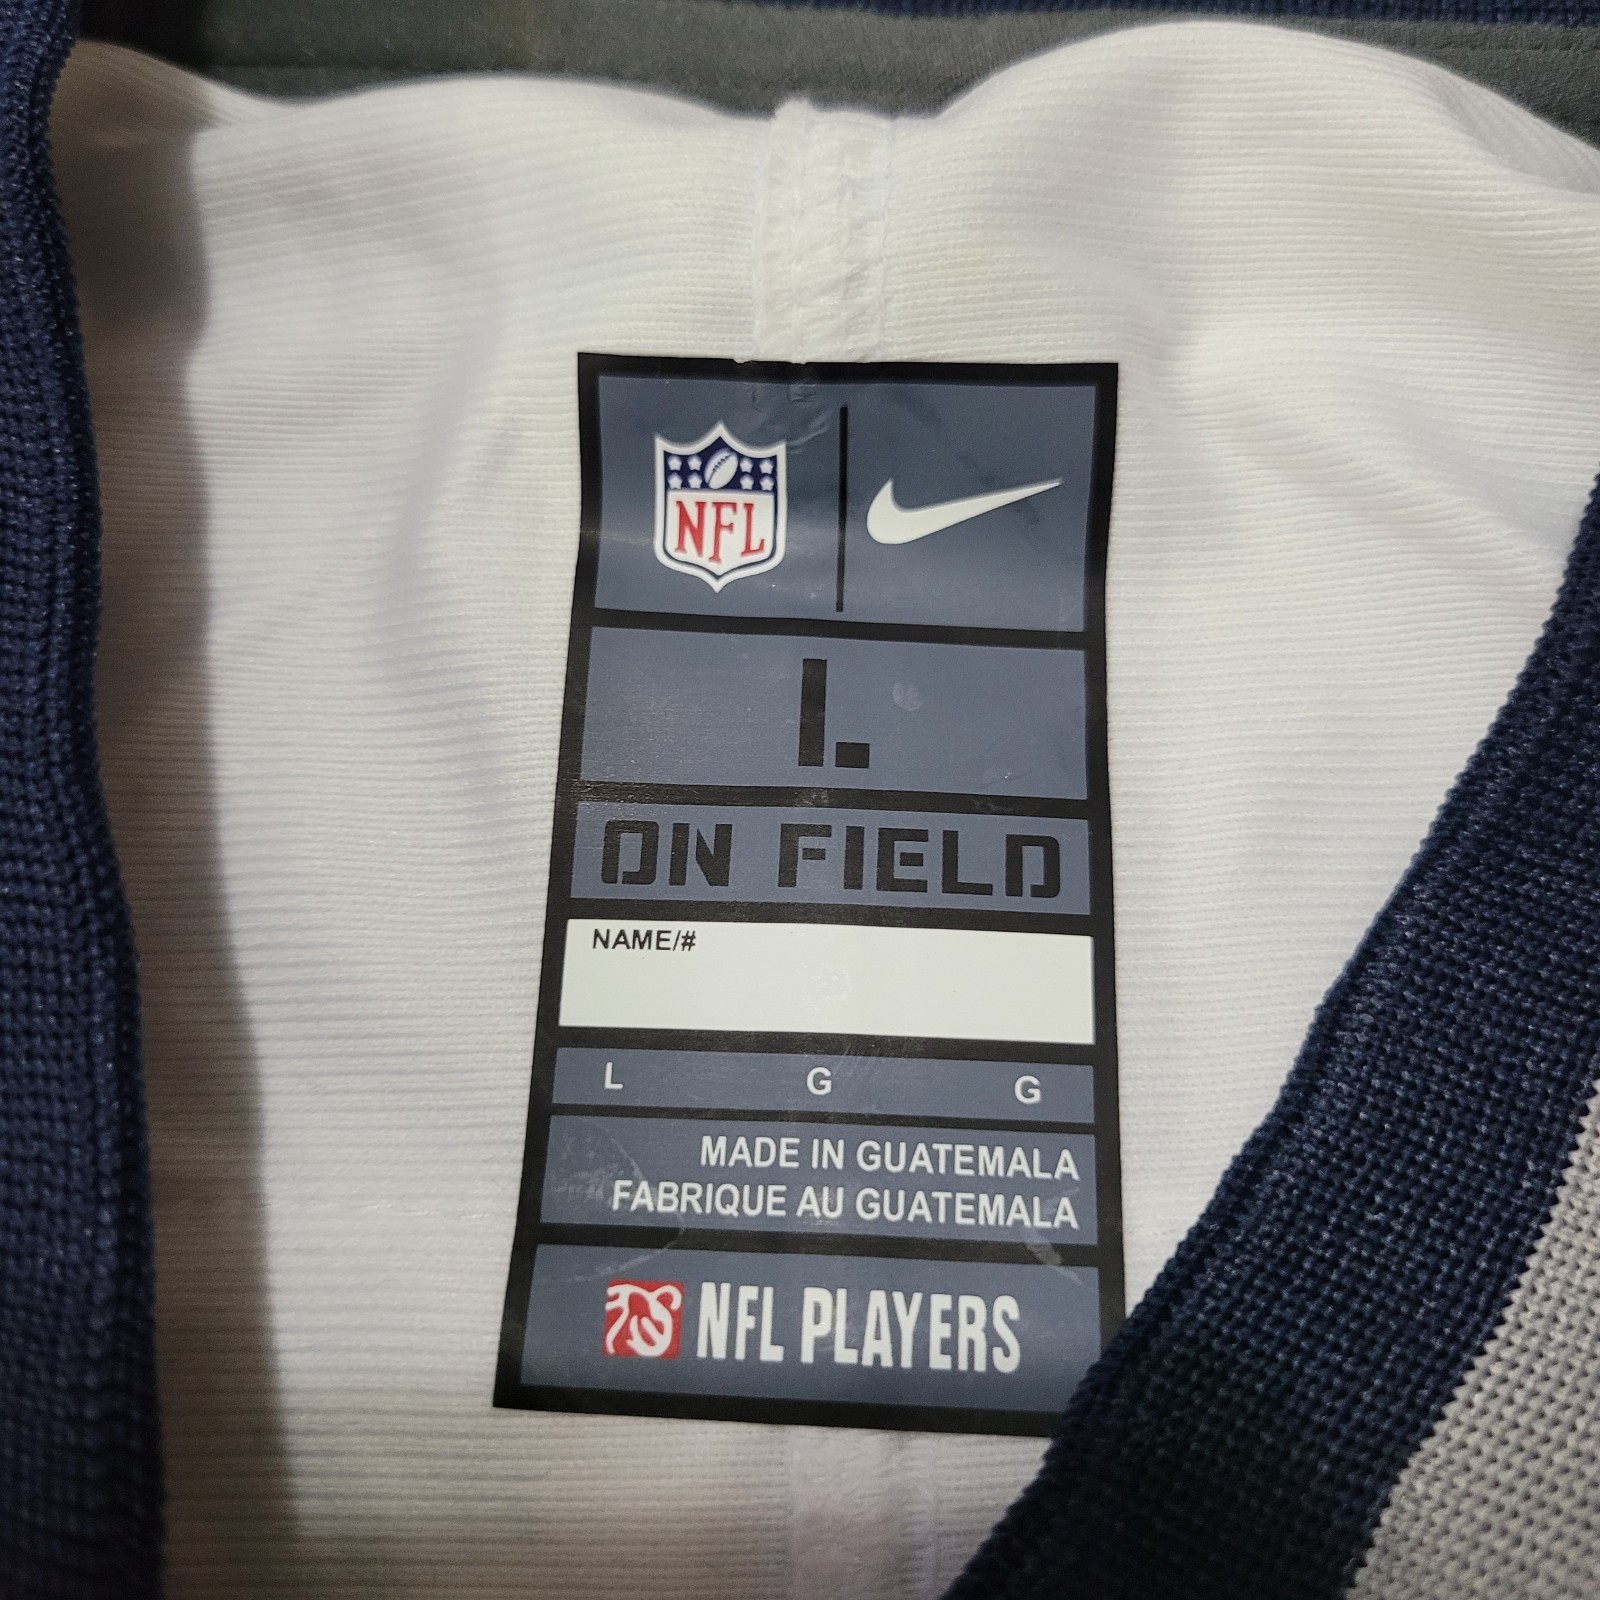 NFL
L
ON FIELD
NAME/#
L G G
MADE IN GUATEMALA
FABRIQUE AU GUATEMALA
NFL PLAYERS